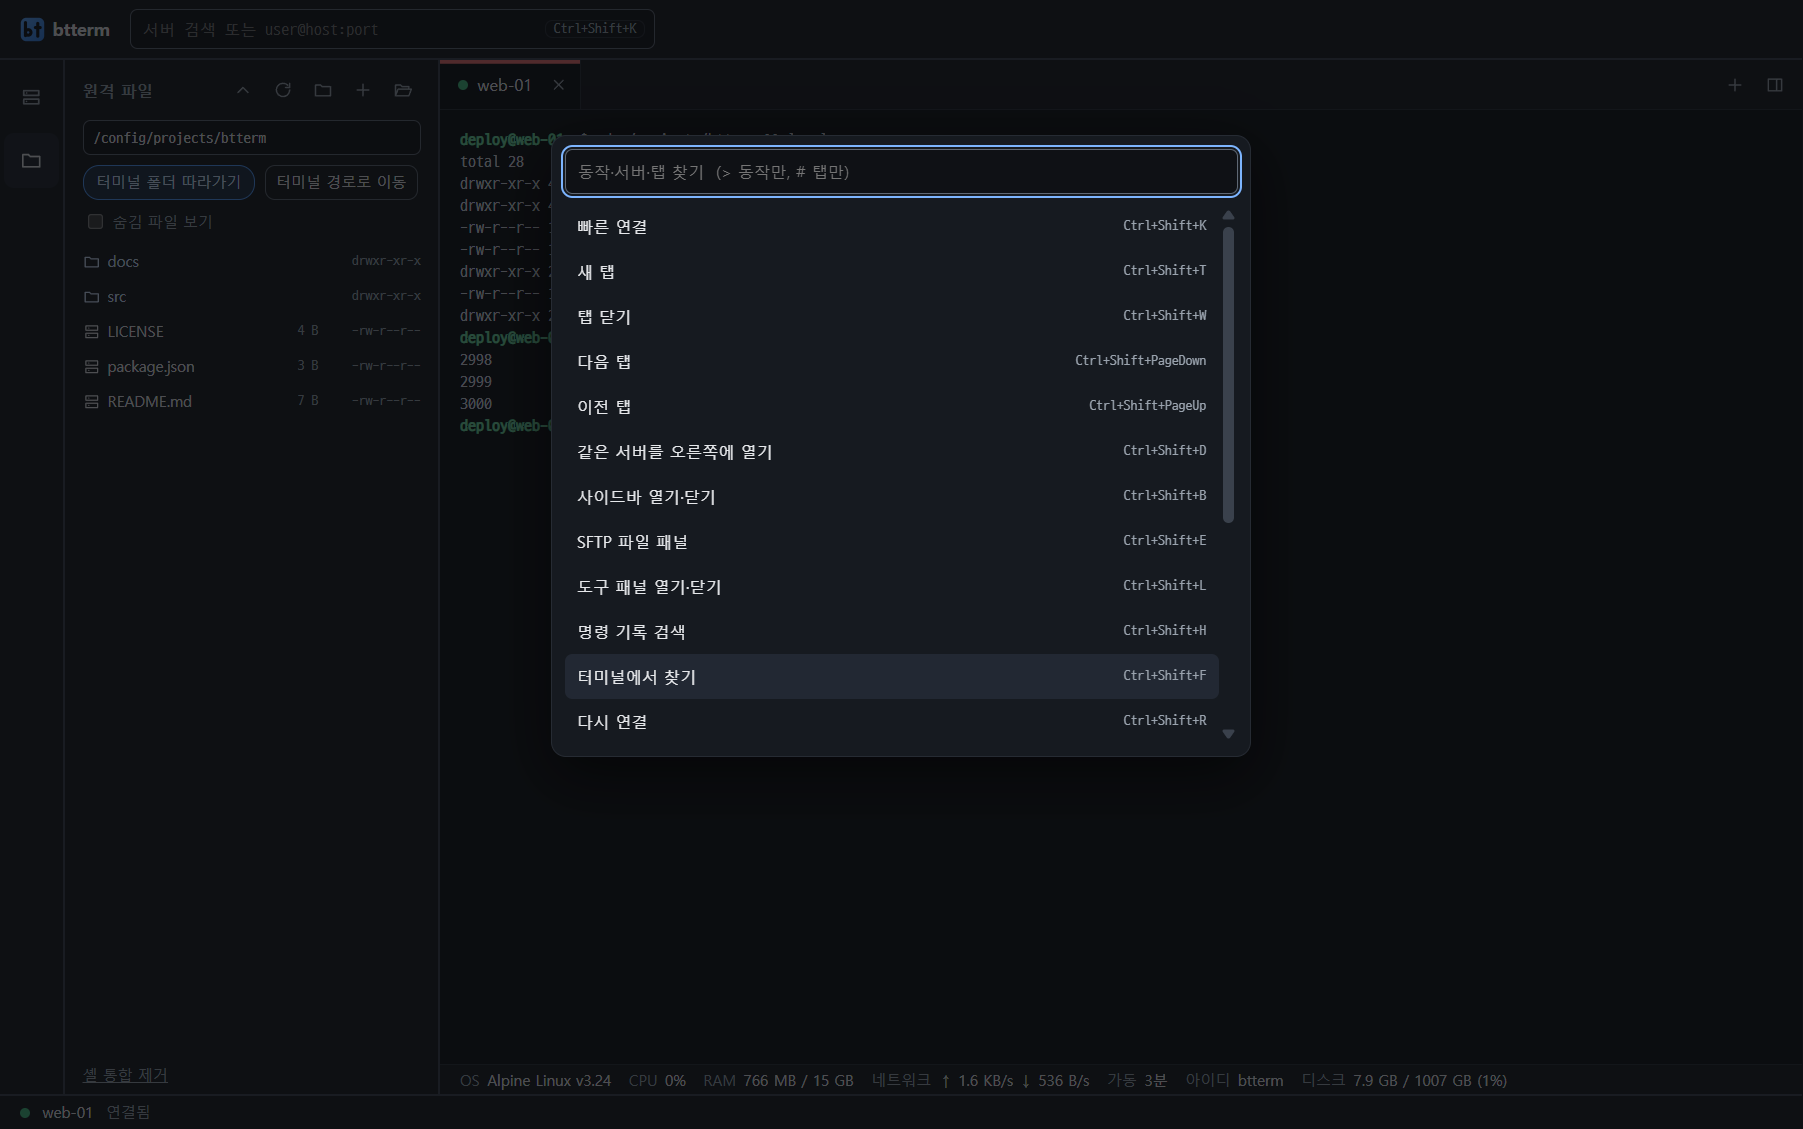 bt btterm
서버 검색 또는 user@host:port
Ctrl+Shift+K
원격 파일
/config/projects/btterm
터미널 폴더 따라가기
터미널 경로로 이동
숨김 파일 보기
docs drwxr-xr-x
src drwxr-xr-x
LICENSE 4 B -rw-r--r--
package.json 3 B -rw-r--r--
README.md 7 B -rw-r--r--
셸 통합 제거
web-01
deploy@web-0
total 28
drwxr-xr-x
drwxr-xr-x
-rw-r--r--
-rw-r--r--
drwxr-xr-x
-rw-r--r--
drwxr-xr-x
deploy@web-
2998
2999
3000
deploy@web-
동작·서버·탭 찾기 (> 동작만, # 탭만)
빠른 연결 Ctrl+Shift+K
새 탭 Ctrl+Shift+T
탭 닫기 Ctrl+Shift+W
다음 탭 Ctrl+Shift+PageDown
이전 탭 Ctrl+Shift+PageUp
같은 서버를 오른쪽에 열기 Ctrl+Shift+D
사이드바 열기·닫기 Ctrl+Shift+B
SFTP 파일 패널 Ctrl+Shift+E
도구 패널 열기·닫기 Ctrl+Shift+L
명령 기록 검색 Ctrl+Shift+H
터미널에서 찾기 Ctrl+Shift+F
다시 연결 Ctrl+Shift+R
OS Alpine Linux v3.24 CPU 0% RAM 766 MB / 15 GB 네트워크 ↑ 1.6 KB/s ↓ 536 B/s 가동 3분 아이디 btterm 디스크 7.9 GB / 1007 GB (1%)
web-01 연결됨